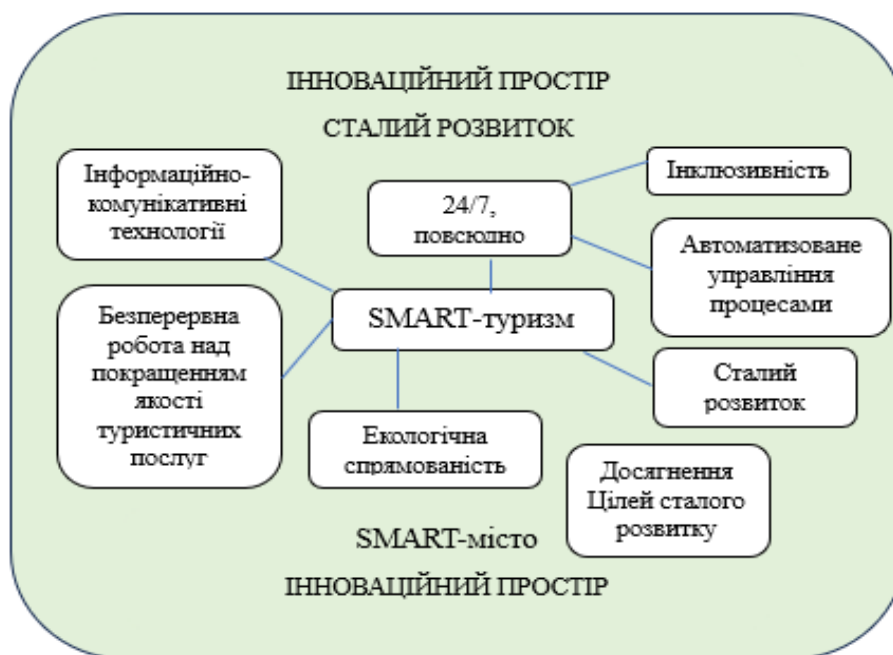 ІННОВАЦІЙНИЙ ПРОСТІР
СТАЛИЙ РОЗВИТОК
Інформаційно-
комунікативні
технології
24/7,
повсюдно
Інклюзивність
Автоматизоване
управління
процесами
SMART-туризм
Безперервна
робота над
покращенням
якості
туристичних
послуг
Сталий
розвиток
Екологічна
спрямованість
Досягнення
Цілей сталого
розвитку
SMART-місто
ІННОВАЦІЙНИЙ ПРОСТІР